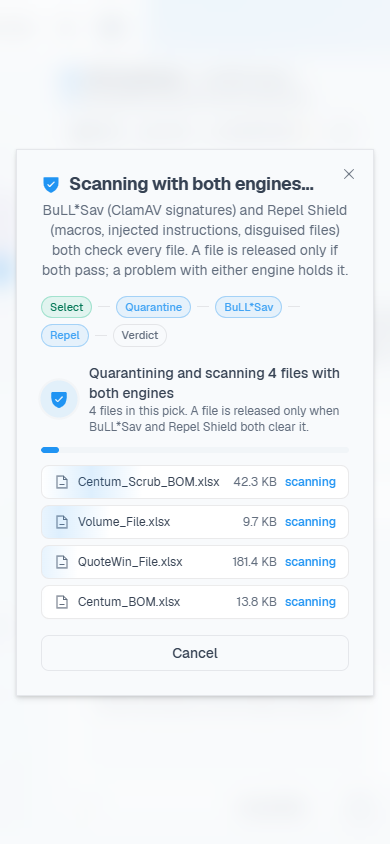 Scanning with both engines...
BuLL*Sav (ClamAV signatures) and Repel Shield
(macros, injected instructions, disguised files)
both check every file. A file is released only if
both pass; a problem with either engine holds it.
Select Quarantine BuLL*Sav
Repel Verdict
Quarantining and scanning 4 files with
both engines
4 files in this pick. A file is released only when
BuLL*Sav and Repel Shield both clear it.
Centum_Scrub_BOM.xlsx 42.3 KB scanning
Volume_File.xlsx 9.7 KB scanning
QuoteWin_File.xlsx 181.4 KB scanning
Centum_BOM.xlsx 13.8 KB scanning
Cancel